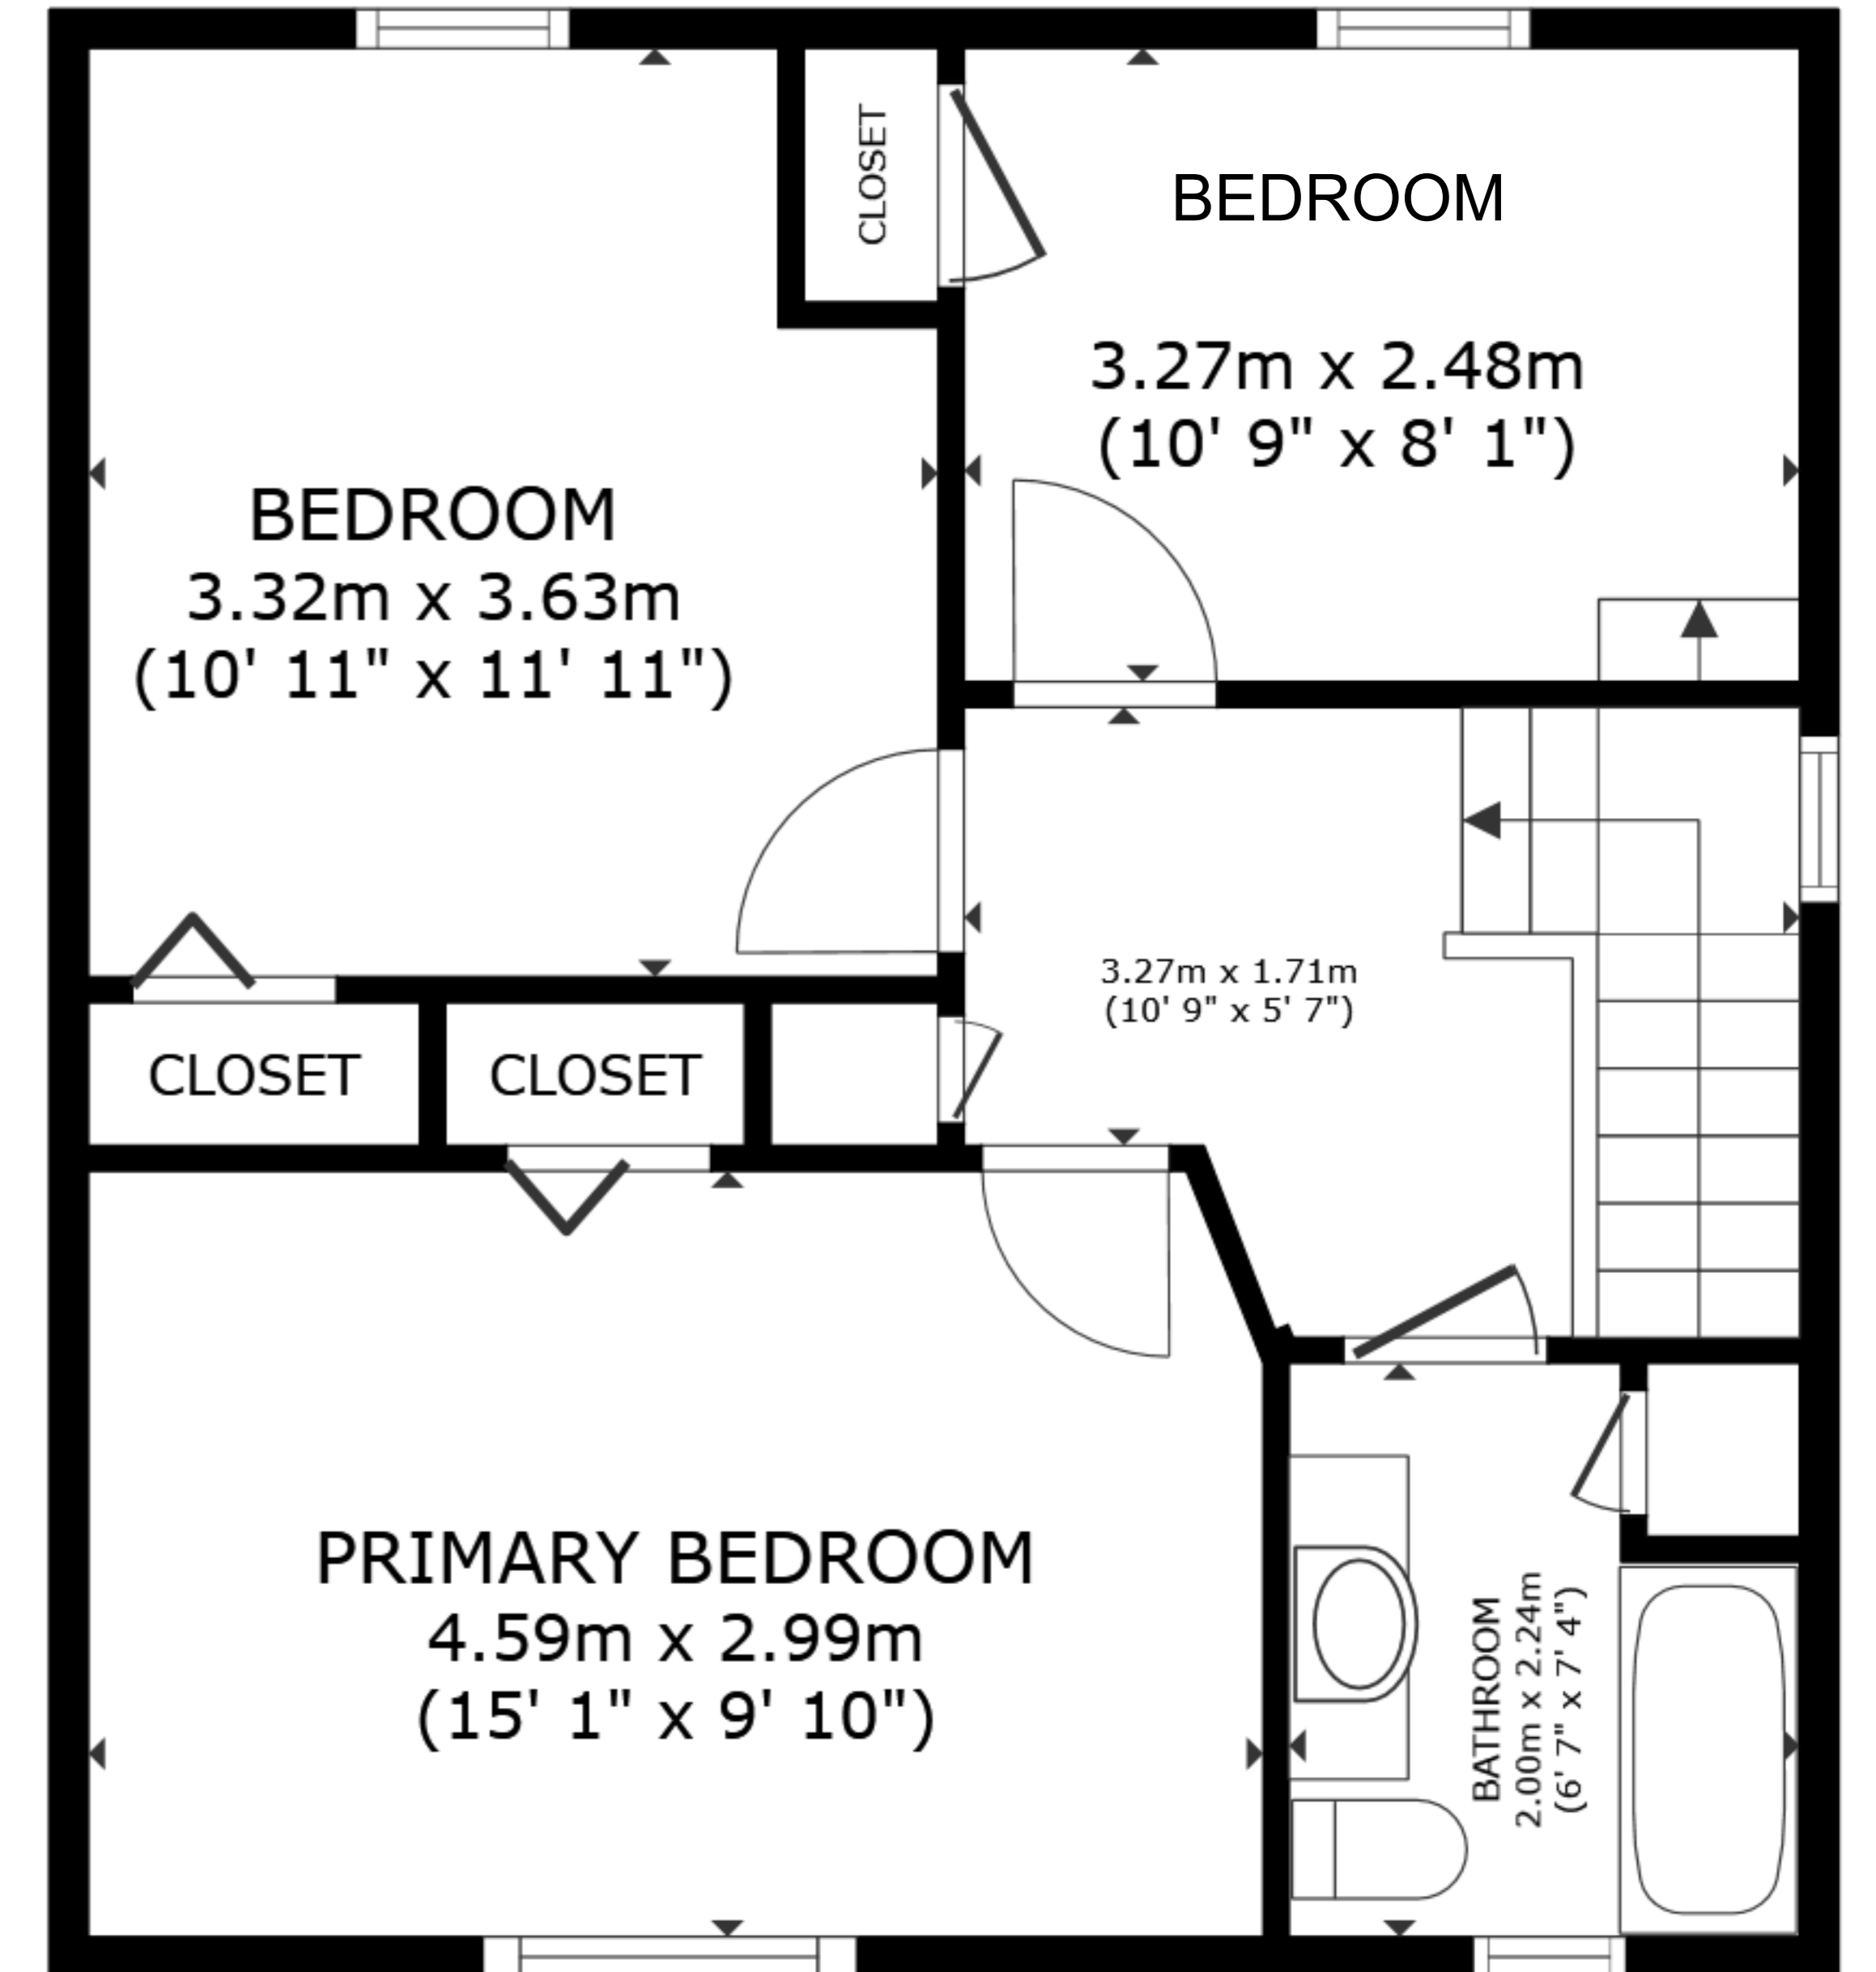 CLOSET
BEDROOM
3.27m x 2.48m
(10' 9" x 8' 1")
BEDROOM
3.32m x 3.63m
(10' 11" x 11' 11")
3.27m x 1.71m
(10' 9" x 5' 7")
CLOSET
CLOSET
PRIMARY BEDROOM
4.59m x 2.99m
(15' 1" x 9' 10")
BATHROOM
2.00m x 2.24m
(6' 7" x 7' 4")